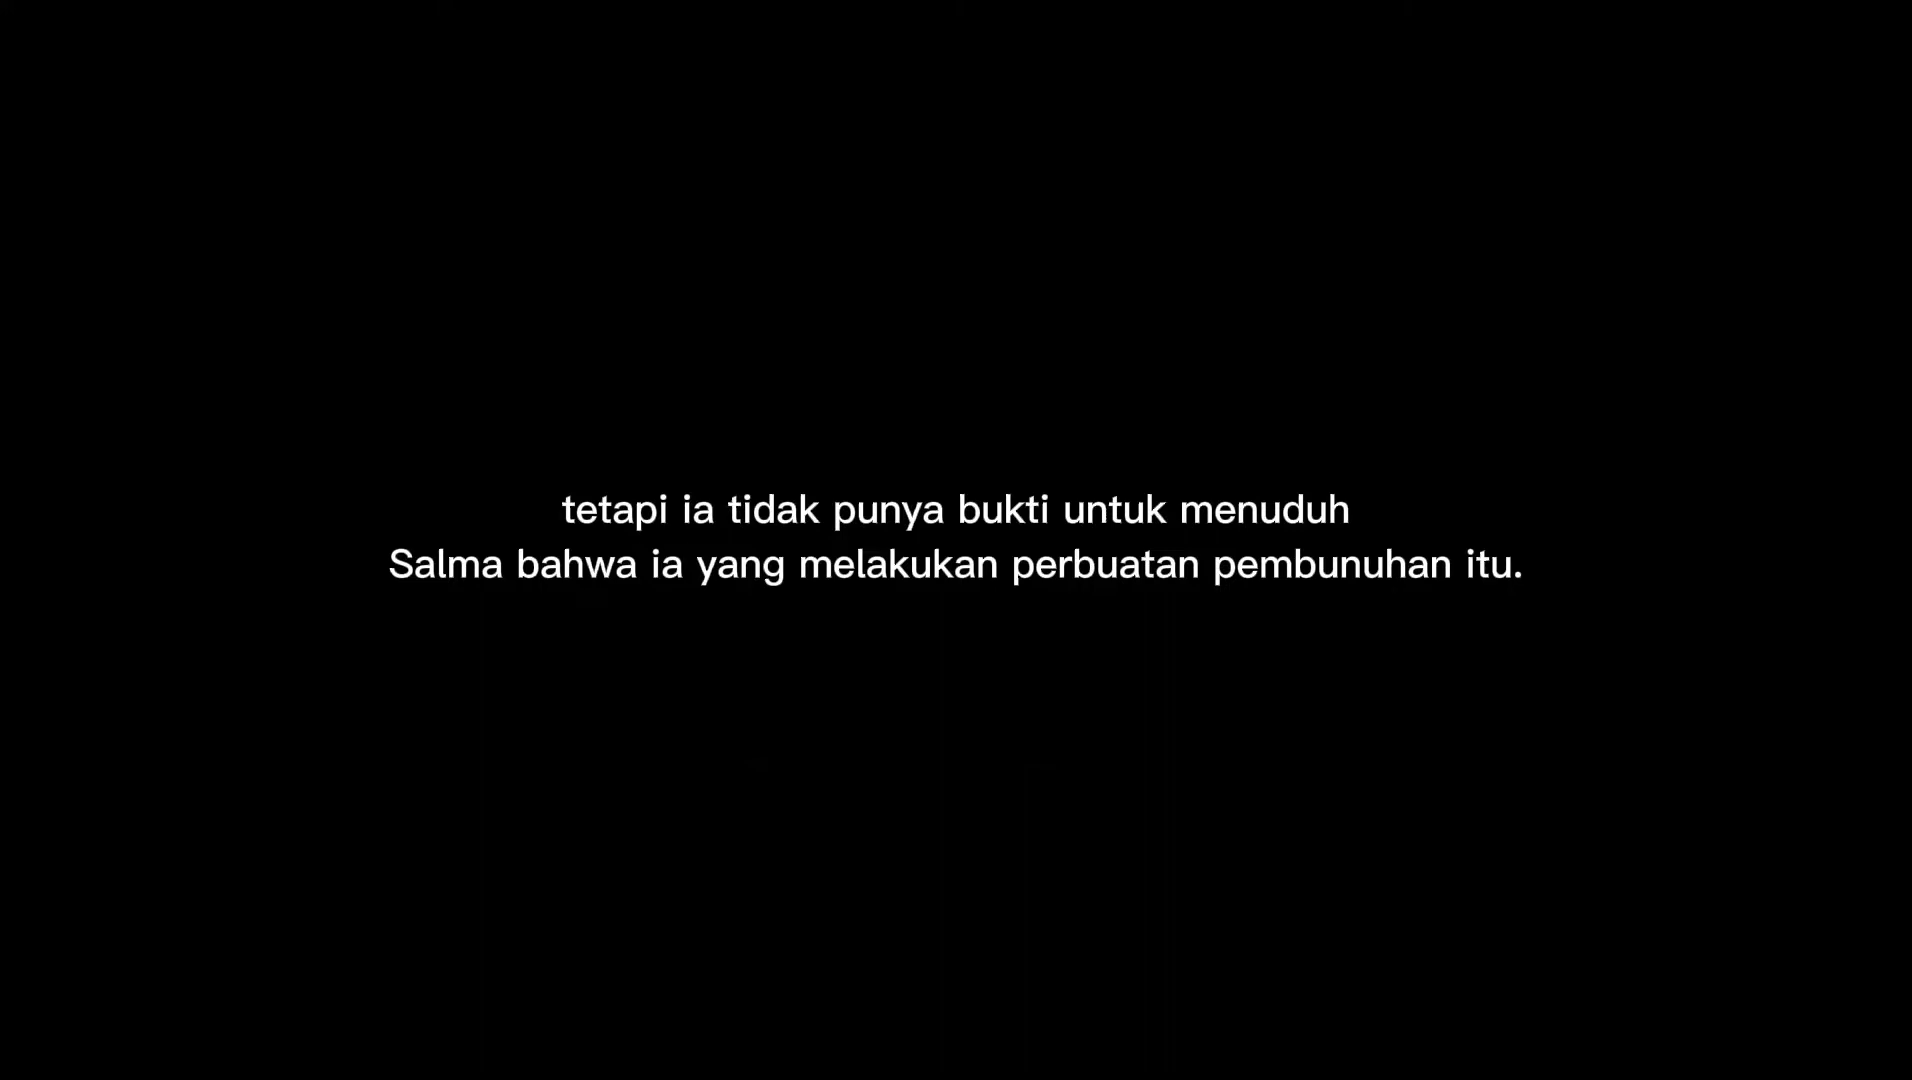 tetapi ia tidak punya bukti untuk menuduh
Salma bahwa ia yang melakukan perbuatan pembunuhan itu.